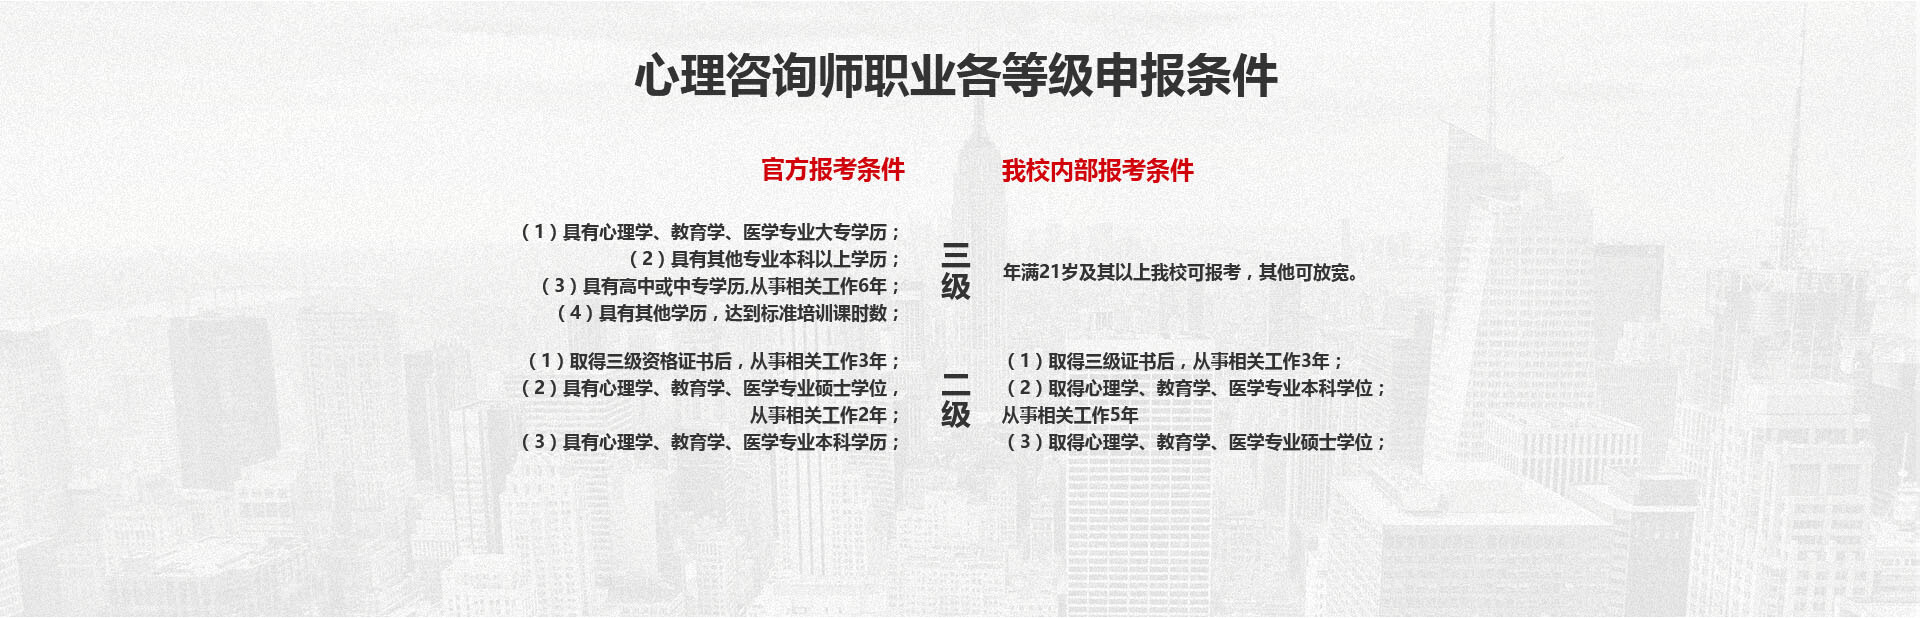 心理咨询师职业各等级申报条件
官方报考条件
（1）具有心理学、教育学、医学专业大专学历；
（2）具有其他专业本科以上学历；
（3）具有高中或中专学历,从事相关工作6年；
（4）具有其他学历，达到标准培训课时数；
三级
我校内部报考条件
年满21岁及其以上我校可报考，其他可放宽。
（1）取得三级资格证书后，从事相关工作3年；
（2）具有心理学、教育学、医学专业硕士学位，
从事相关工作2年；
（3）具有心理学、教育学、医学专业本科学历；
二级
（1）取得三级证书后，从事相关工作3年；
（2）取得心理学、教育学、医学专业本科学位；
从事相关工作5年
（3）取得心理学、教育学、医学专业硕士学位；